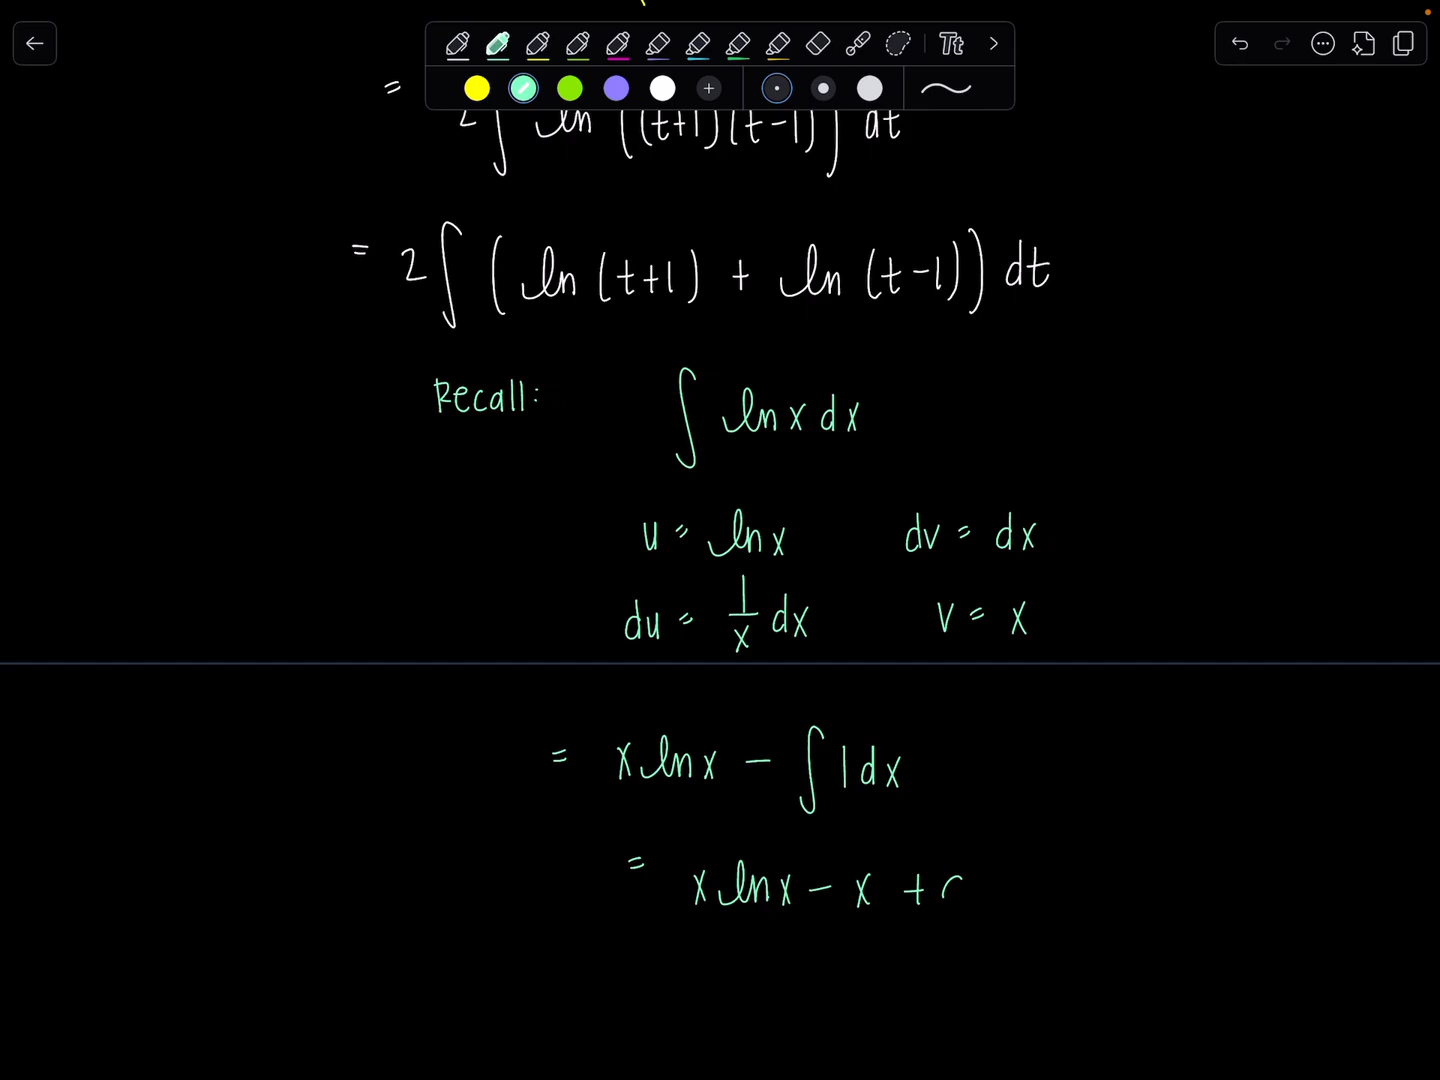 Tt
= 2∫ ln((t+1)(t-1)) dt
= 2∫ (ln(t+1) + ln(t-1)) dt
Recall: ∫ ln x dx
u = ln x dv = dx
du = 1/x dx v = x
= x ln x - ∫ 1 dx
= x ln x - x +